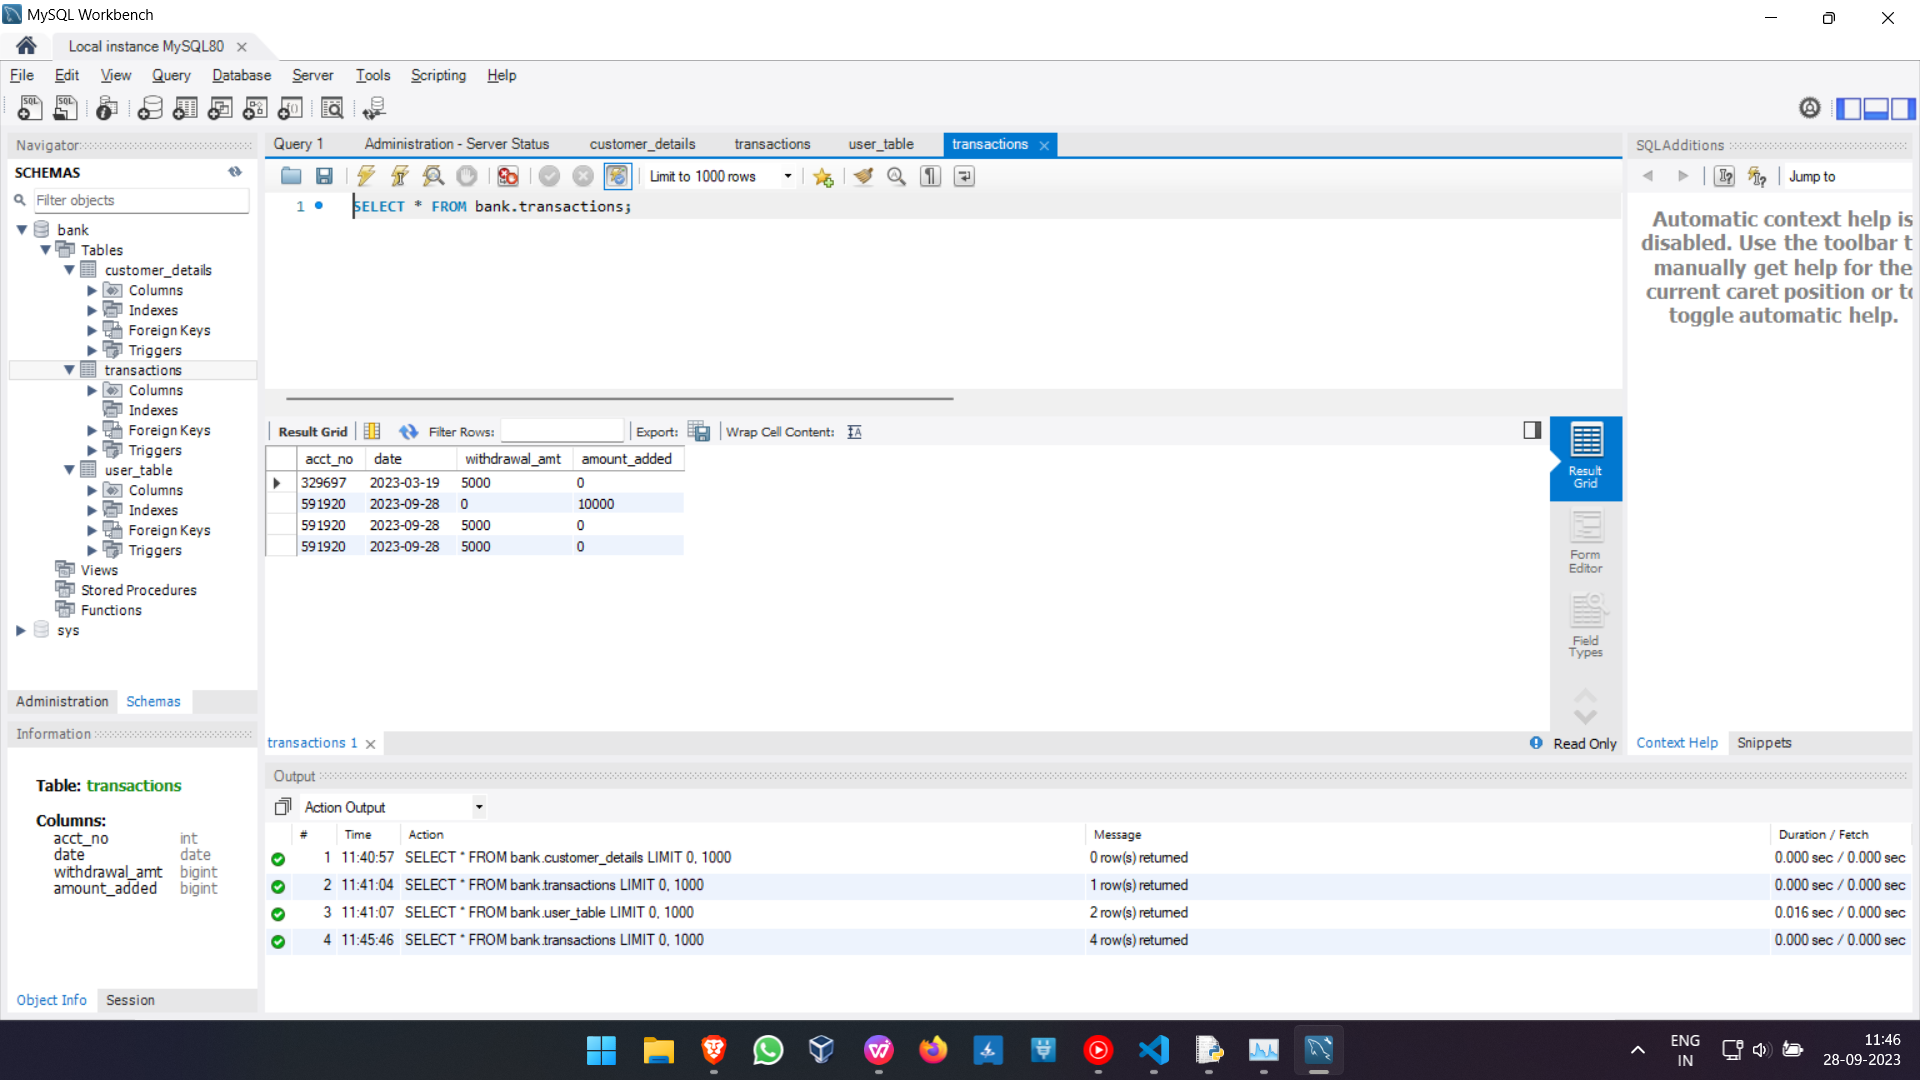 MySQL Workbench
Local instance MySQL80
File Edit View Query Database Server Tools Scripting Help
Navigator
SCHEMAS
Filter objects
bank
Tables
customer_details
Columns
Indexes
Foreign Keys
Triggers
transactions
Columns
Indexes
Foreign Keys
Triggers
user_table
Columns
Indexes
Foreign Keys
Triggers
Views
Stored Procedures
Functions
sys
Administration Schemas
Information
Table: transactions
Columns:
acct_no int
date date
withdrawal_amt bigint
amount_added bigint
Object Info Session
Query 1 Administration - Server Status customer_details transactions user_table transactions
Limit to 1000 rows
1 SELECT * FROM bank.transactions;
Result Grid Filter Rows: Export: Wrap Cell Content:
acct_no date withdrawal_amt amount_added
329697 2023-03-19 5000 0
591920 2023-09-28 0 10000
591920 2023-09-28 5000 0
591920 2023-09-28 5000 0
Result
Grid
Form
Editor
Field
Types
transactions 1
Read Only
SQLAdditions
Jump to
Automatic context help is
disabled. Use the toolbar t
manually get help for the
current caret position or to
toggle automatic help.
Context Help Snippets
Output
Action Output
# Time Action Message Duration / Fetch
1 11:40:57 SELECT * FROM bank.customer_details LIMIT 0, 1000 0 row(s) returned 0.000 sec / 0.000 sec
2 11:41:04 SELECT * FROM bank.transactions LIMIT 0, 1000 1 row(s) returned 0.000 sec / 0.000 sec
3 11:41:07 SELECT * FROM bank.user_table LIMIT 0, 1000 2 row(s) returned 0.016 sec / 0.000 sec
4 11:45:46 SELECT * FROM bank.transactions LIMIT 0, 1000 4 row(s) returned 0.000 sec / 0.000 sec
ENG
IN
11:46
28-09-2023